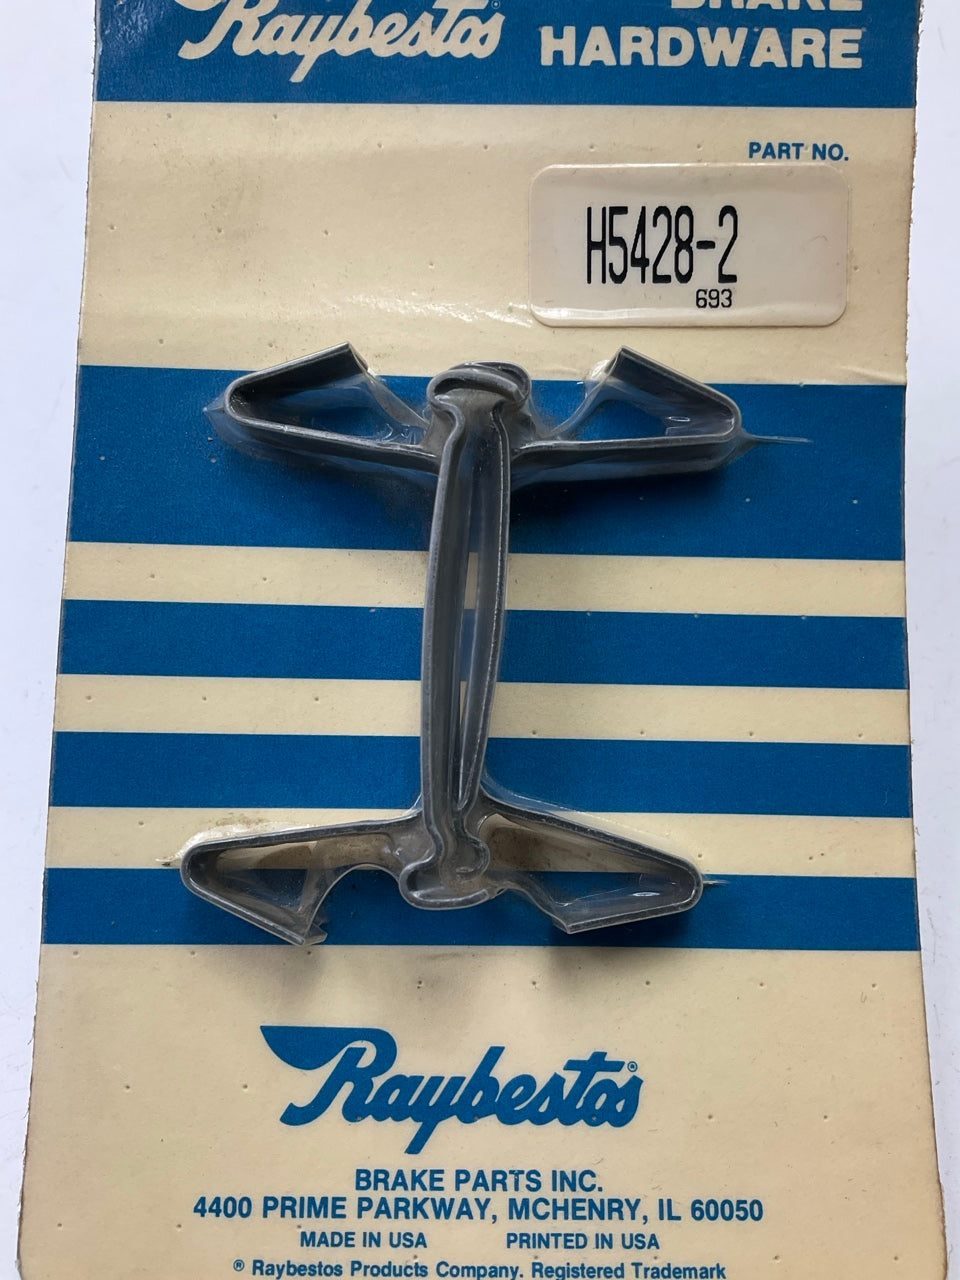 BRAKE
Raybestos HARDWARE
PART NO.
H5428-2
693
Raybestos®
BRAKE PARTS INC.
4400 PRIME PARKWAY, MCHENRY, IL 60050
MADE IN USA PRINTED IN USA
® Raybestos Products Company. Registered Trademark